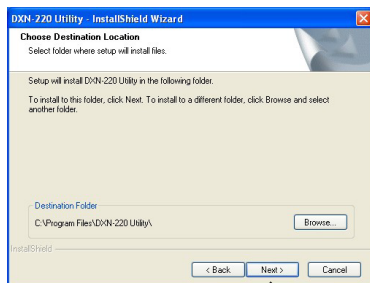 DXN-220 Utility - InstallShield Wizard
Choose Destination Location
Select folder where setup will install files.
Setup will install DXN-220 Utility in the following folder.
To install to this folder, click Next. To install to a different folder, click Browse and select
another folder.
Destination Folder
C:\Program Files\DXN-220 Utility\
Browse...
InstallShield
< Back
Next >
Cancel